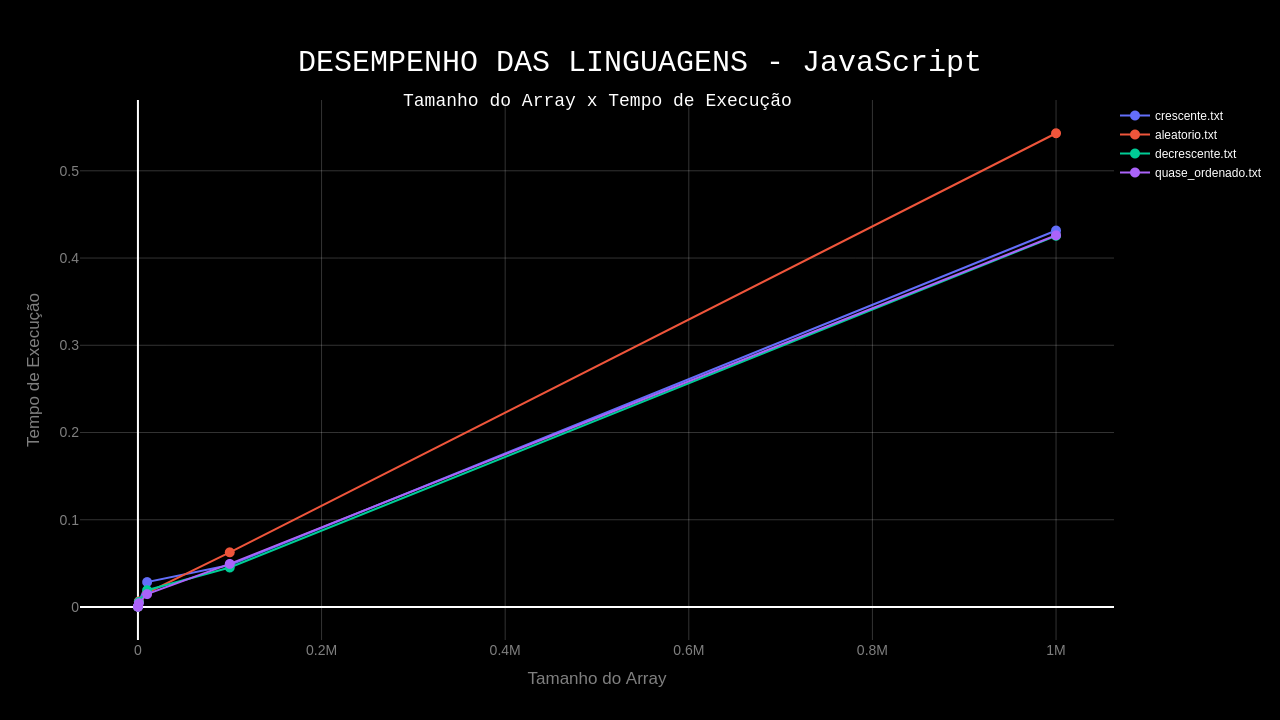 DESEMPENHO DAS LINGUAGENS - JavaScript
Tamanho do Array x Tempo de Execução
crescente.txt
aleatorio.txt
decrescente.txt
quase_ordenado.txt
Tempo de Execução
0.5
0.4
0.3
0.2
0.1
0
0
0.2M
0.4M
0.6M
0.8M
1M
Tamanho do Array